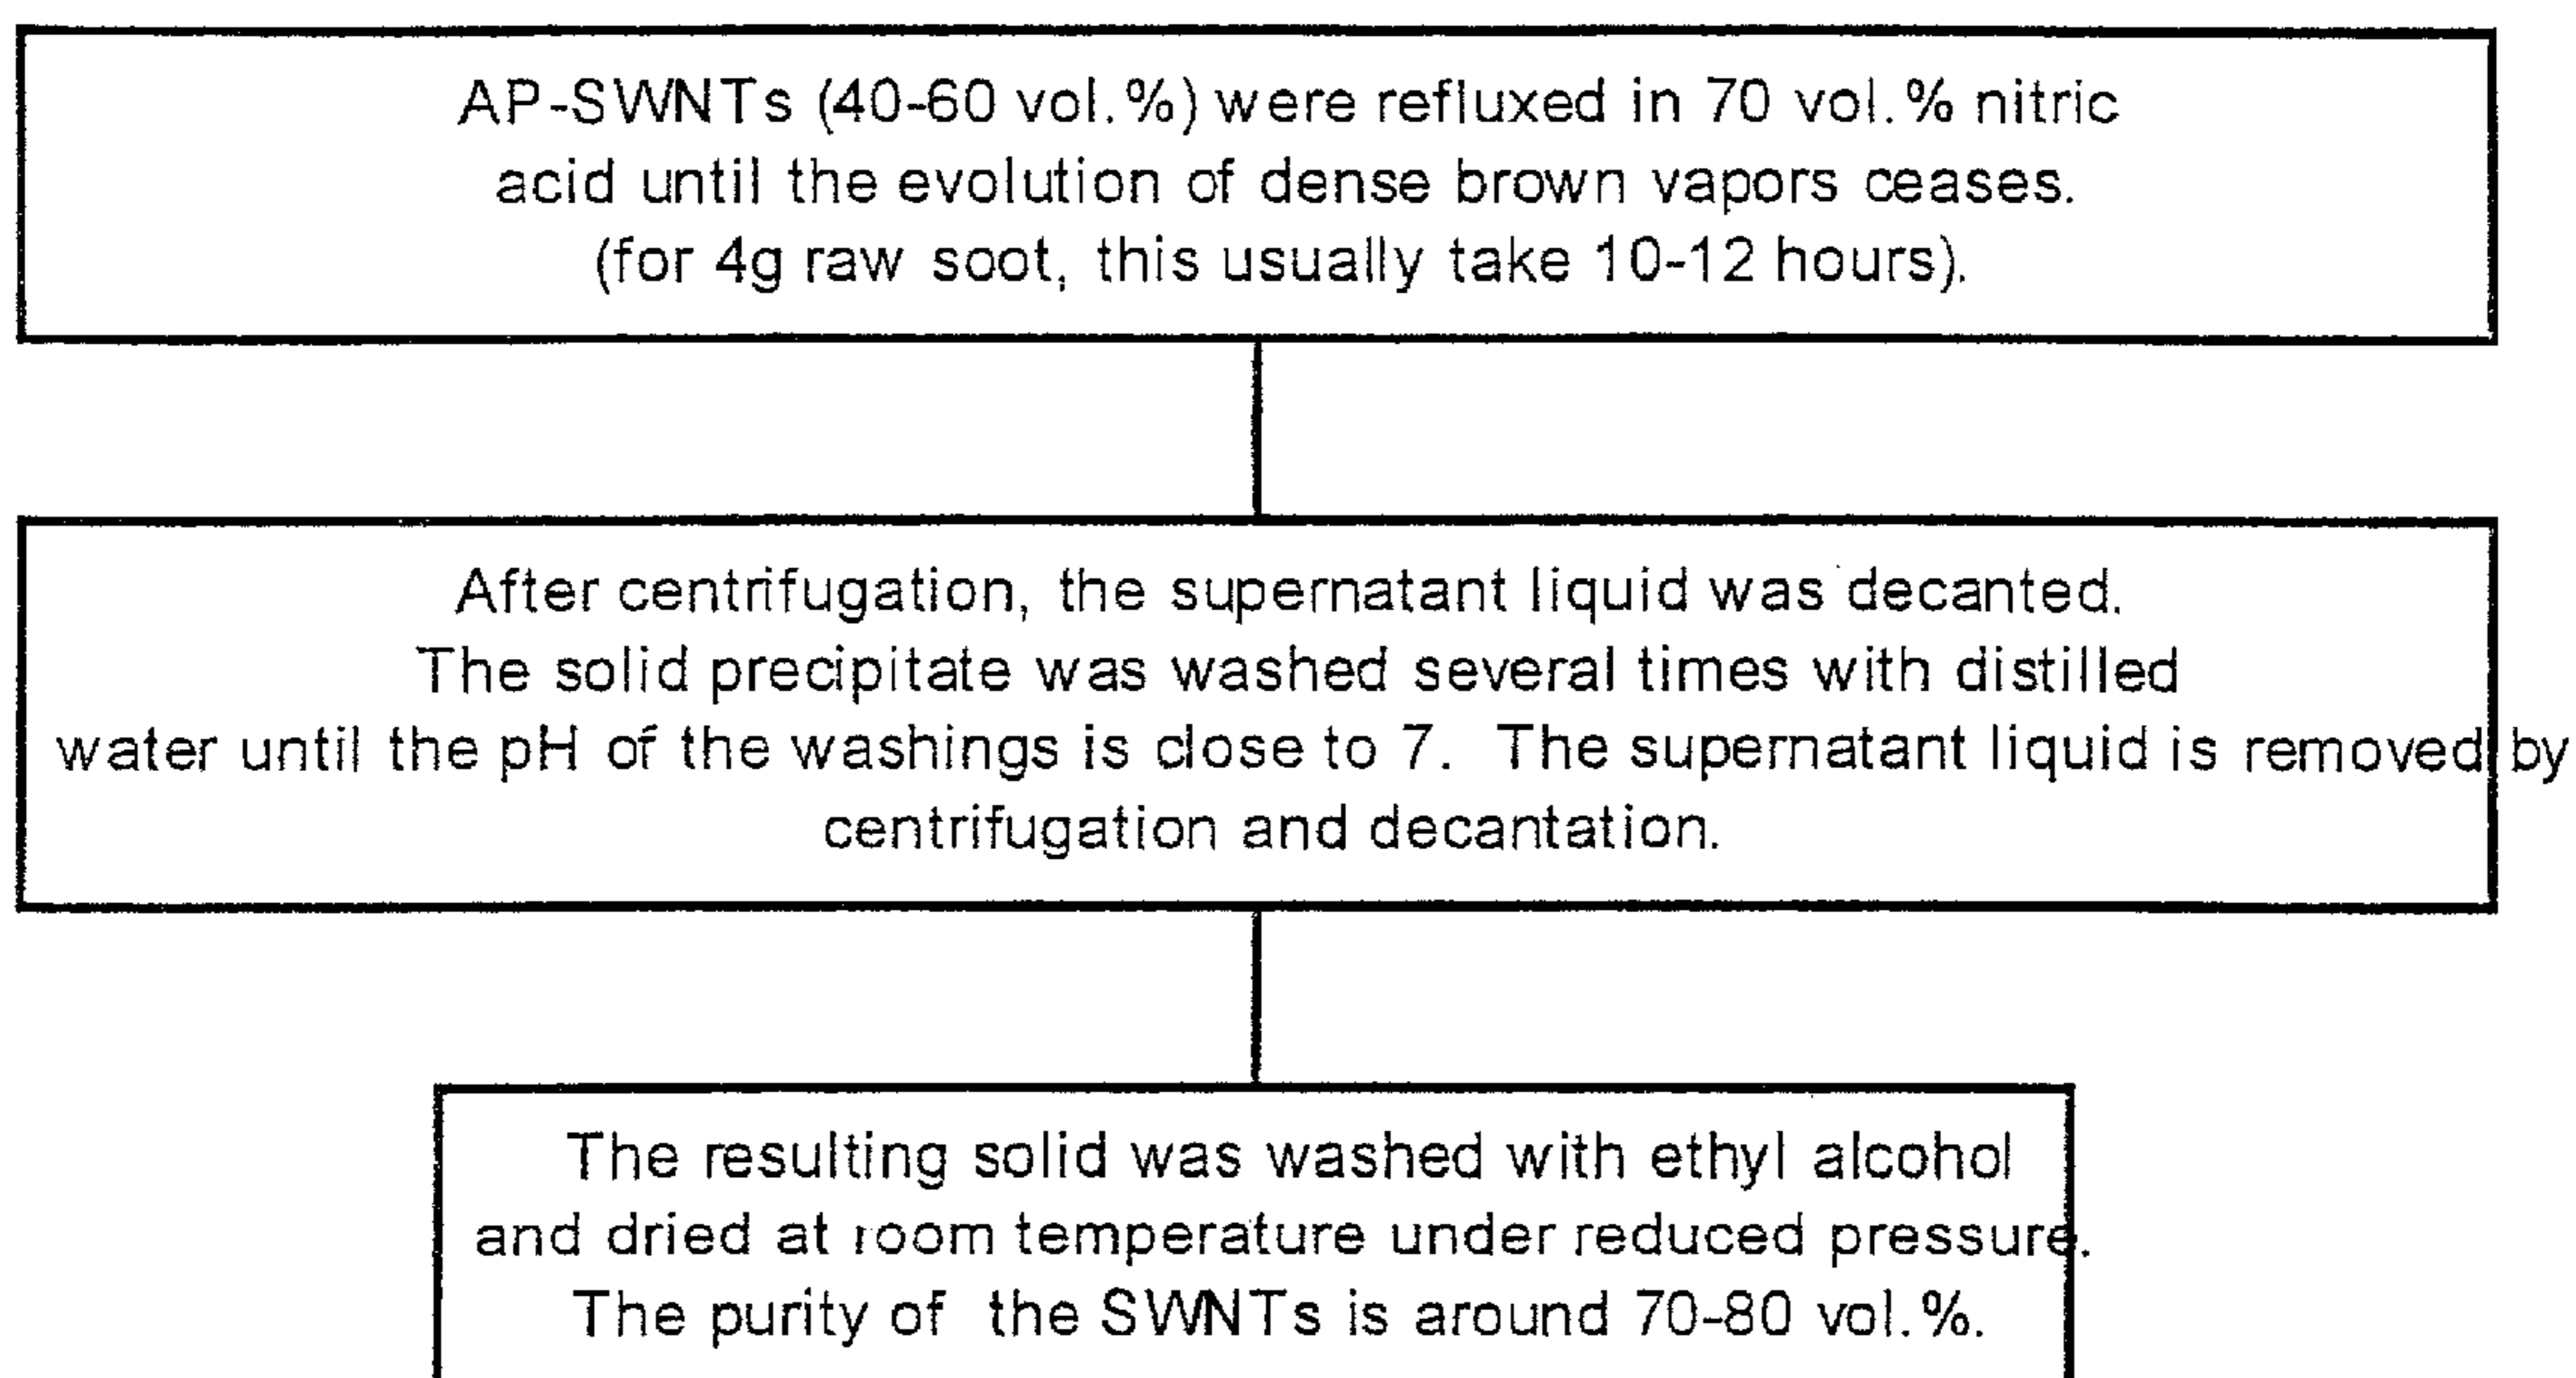 AP-SWNTs (40-60 vol.%) were refluxed in 70 vol.% nitric
acid until the evolution of dense brown vapors ceases.
(for 4g raw soot, this usually take 10-12 hours).
After centrifugation, the supernatant liquid was decanted.
The solid precipitate was washed several times with distilled
water until the pH of the washings is close to 7. The supernatant liquid is removed by
centrifugation and decantation.
The resulting solid was washed with ethyl alcohol
and dried at room temperature under reduced pressure.
The purity of the SWNTs is around 70-80 vol.%.